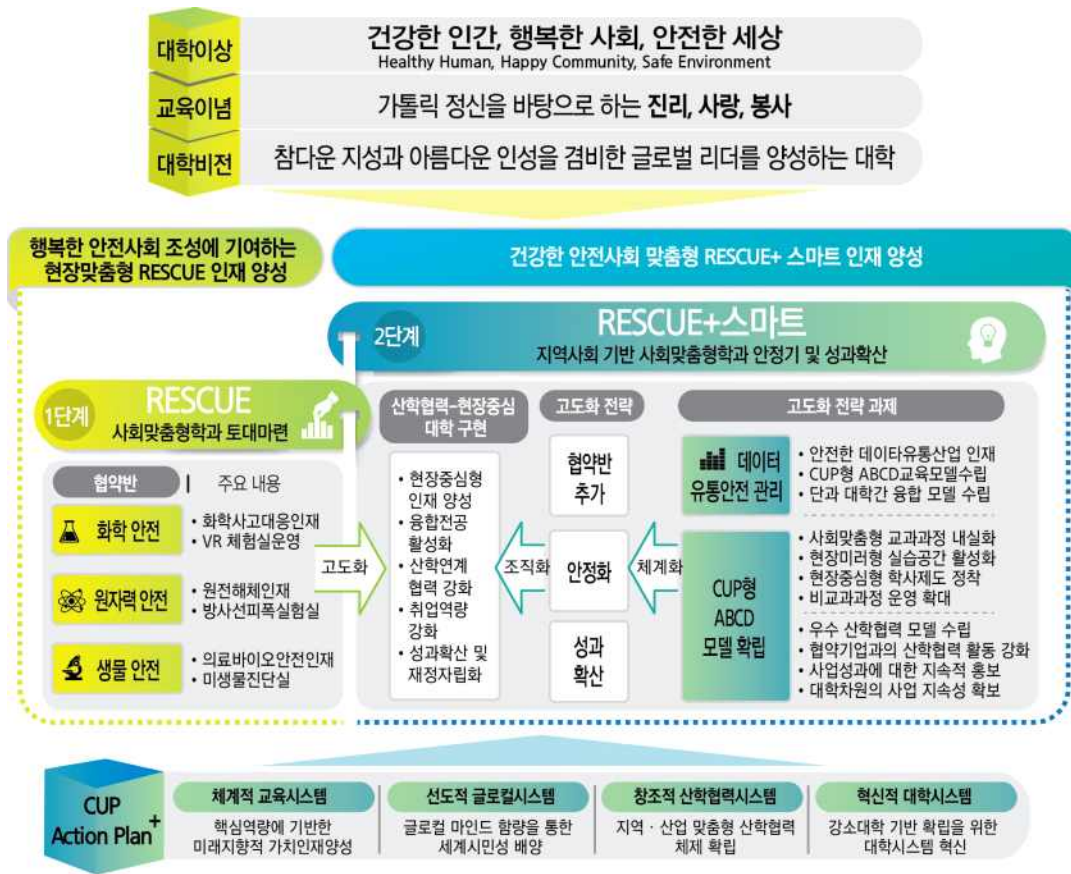 대학이상
건강한 인간, 행복한 사회, 안전한 세상
Healthy Human, Happy Community, Safe Environment
교육이념
가톨릭 정신을 바탕으로 하는 진리, 사랑, 봉사
대학비전
참다운 지성과 아름다운 인성을 겸비한 글로벌 리더를 양성하는 대학
행복한 안전사회 조성에 기여하는
현장맞춤형 RESCUE 인재 양성
건강한 안전사회 맞춤형 RESCUE+ 스마트 인재 양성
2단계
RESCUE+스마트
지역사회 기반 사회맞춤형학과 안정기 및 성과확산
1단계
RESCUE
사회맞춤형학과 토대마련
협약반
주요 내용
화학 안전
• 화학사고대응인재
• VR 체험실운영
원자력 안전
• 원전해체인재
• 방사선피폭실험실
생물 안전
• 의료바이오안전인재
• 미생물진단실
고도화
산학협력-현장중심
대학 구현
• 현장중심형
인재 양성
• 융합전공
활성화
• 산학연계
협력 강화
• 취업역량
강화
• 성과확산 및
재정자립화
조직화
고도화 전략
협약반
추가
안정화
성과
확산
체계화
고도화 전략 과제
데이터
유통안전 관리
• 안전한 데이타유통산업 인재
• CUP형 ABCD교육모델수립
• 단과 대학간 융합 모델 수립
CUP형
ABCD
모델 확립
• 사회맞춤형 교과과정 내실화
• 현장미러형 실습공간 활성화
• 현장중심형 학사제도 정착
• 비교과과정 운영 확대
• 우수 산학협력 모델 수립
• 협약기업과의 산학협력 활동 강화
• 사업성과에 대한 지속적 홍보
• 대학차원의 사업 지속성 확보
CUP
Action Plan+
체계적 교육시스템
핵심역량에 기반한
미래지향적 가치인재양성
선도적 글로컬시스템
글로컬 마인드 함량을 통한
세계시민성 배양
창조적 산학협력시스템
지역 · 산업 맞춤형 산학협력
체제 확립
혁신적 대학시스템
강소대학 기반 확립을 위한
대학시스템 혁신